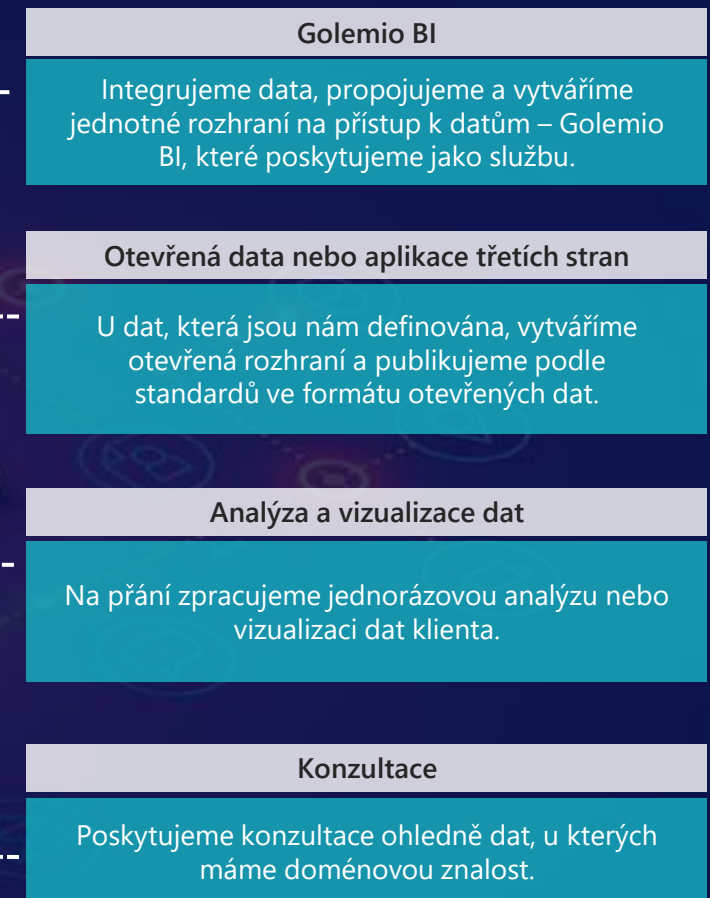 Golemio BI
Integrujeme data, propojujeme a vytváříme
jednotné rozhraní na přístup k datům – Golemio
BI, které poskytujeme jako službu.
Otevřená data nebo aplikace třetích stran
U dat, která jsou nám definována, vytváříme
otevřená rozhraní a publikujeme podle
standardů ve formátu otevřených dat.
Analýza a vizualizace dat
Na přání zpracujeme jednorázovou analýzu nebo
vizualizaci dat klienta.
Konzultace
Poskytujeme konzultace ohledně dat, u kterých
máme doménovou znalost.